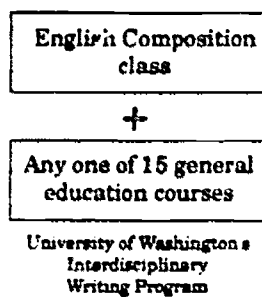 English Composition
class
+
Any one of 15 general
education courses
University of Washington's
Interdisciplinary
Writing Program